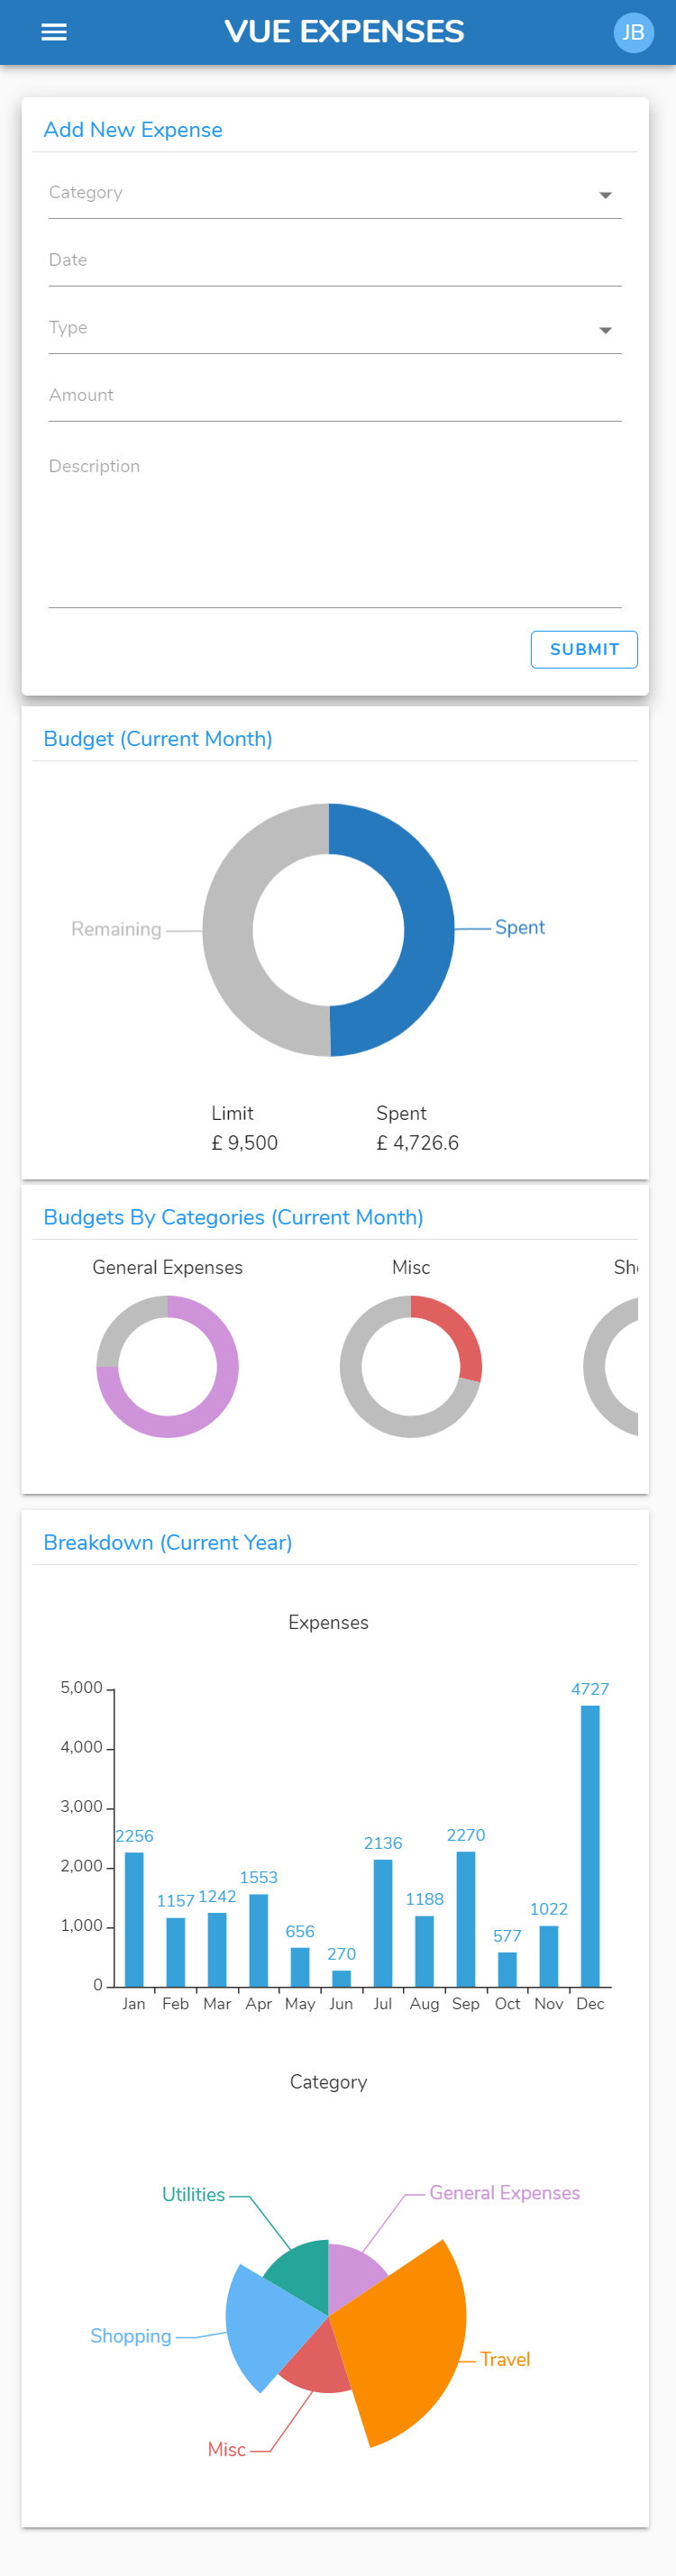 VUE EXPENSES
JB
Add New Expense
Category
Date
Type
Amount
Description
SUBMIT
Budget (Current Month)
Remaining
Spent
Limit Spent
£ 9,500 £ 4,726.6
Budgets By Categories (Current Month)
General Expenses Misc
Breakdown (Current Year)
Expenses
5,000
4,000
3,000
2,000
1,000
0
2256 1157 1242 1553 656 270 2136 1188 2270 577 1022 4727
Jan Feb Mar Apr May Jun Jul Aug Sep Oct Nov Dec
Category
Utilities General Expenses
Shopping
Travel
Misc